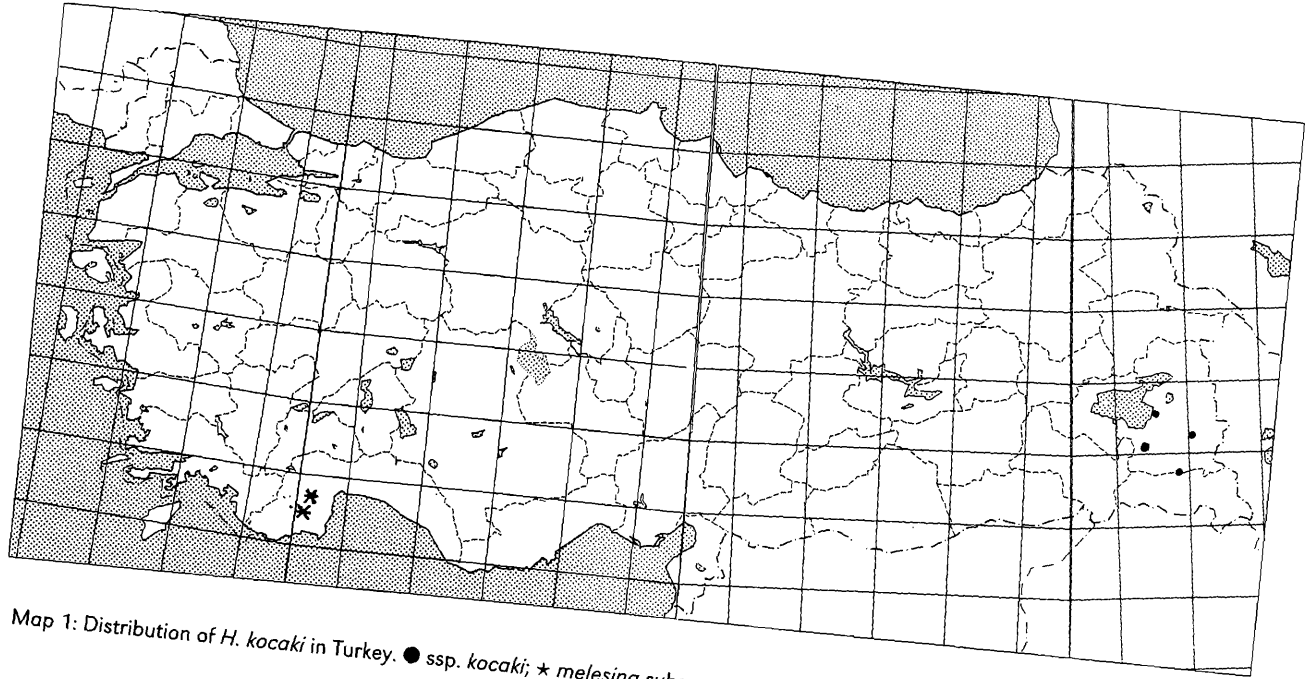 Map 1: Distribution of H. kocaki in Turkey. ● ssp. kocaki; ★ melesina